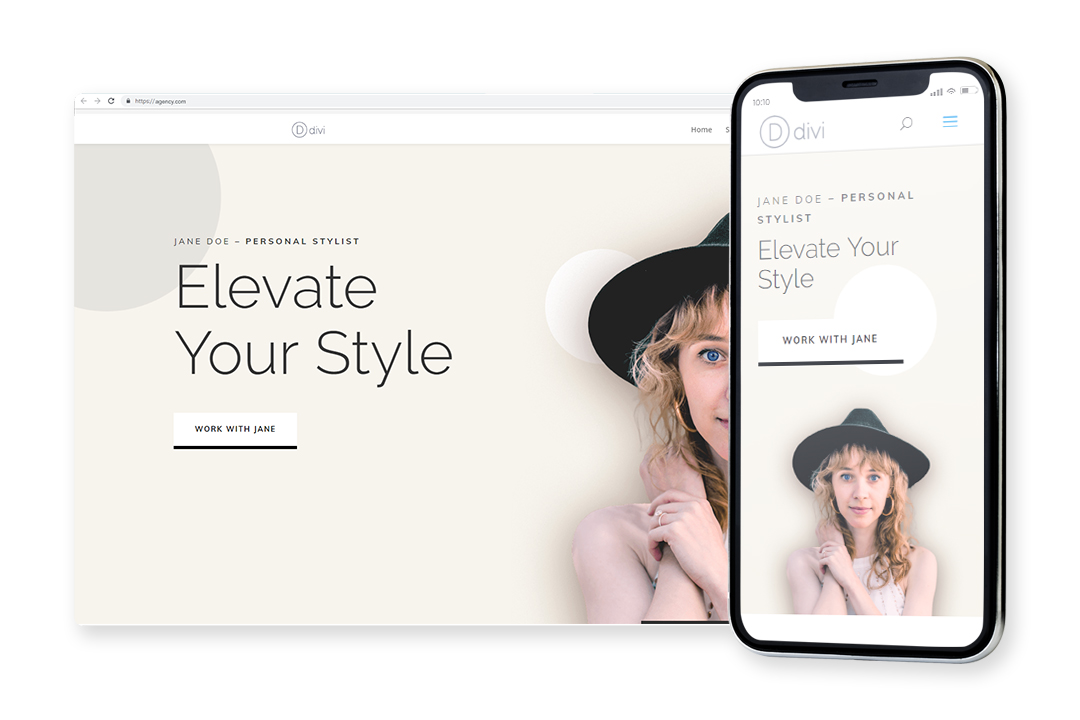 https://agency.com
D divi
Home S
JANE DOE – PERSONAL STYLIST
Elevate
Your Style
WORK WITH JANE
10:10
D divi
JANE DOE – PERSONAL
STYLIST
Elevate Your
Style
WORK WITH JANE